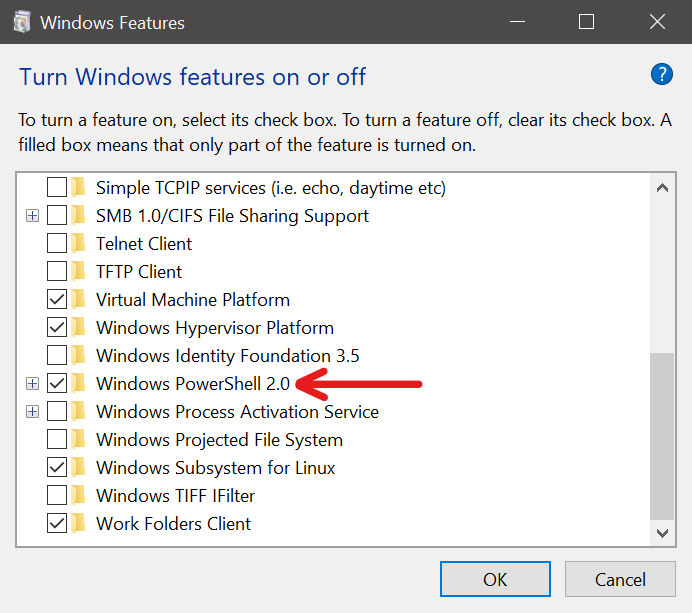 Windows Features
Turn Windows features on or off
?
To turn a feature on, select its check box. To turn a feature off, clear its check box. A
filled box means that only part of the feature is turned on.
Simple TCPIP services (i.e. echo, daytime etc)
SMB 1.0/CIFS File Sharing Support
Telnet Client
TFTP Client
Virtual Machine Platform
Windows Hypervisor Platform
Windows Identity Foundation 3.5
Windows PowerShell 2.0
Windows Process Activation Service
Windows Projected File System
Windows Subsystem for Linux
Windows TIFF IFilter
Work Folders Client
OK
Cancel